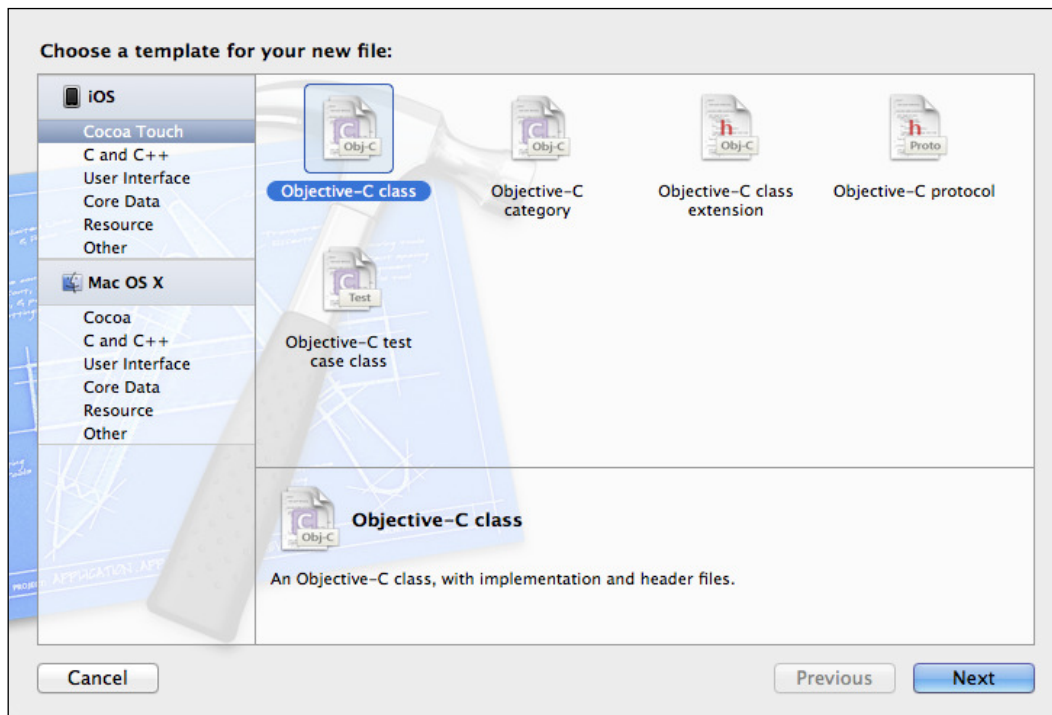 Choose a template for your new file:
iOS
Cocoa Touch
C and C++
User Interface
Core Data
Resource
Other
Mac OS X
Cocoa
C and C++
User Interface
Core Data
Resource
Other
C
Obj-C
Objective-C class
C
Obj-C
Objective-C
category
h
Obj-C
Objective-C class
extension
h
Proto
Objective-C protocol
C
Test
Objective-C test
case class
C
Obj-C
Objective-C class
An Objective-C class, with implementation and header files.
PROJECT: APPLICATION.APP
Cancel
Previous
Next